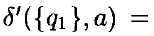 δ′({q₁}, a) =